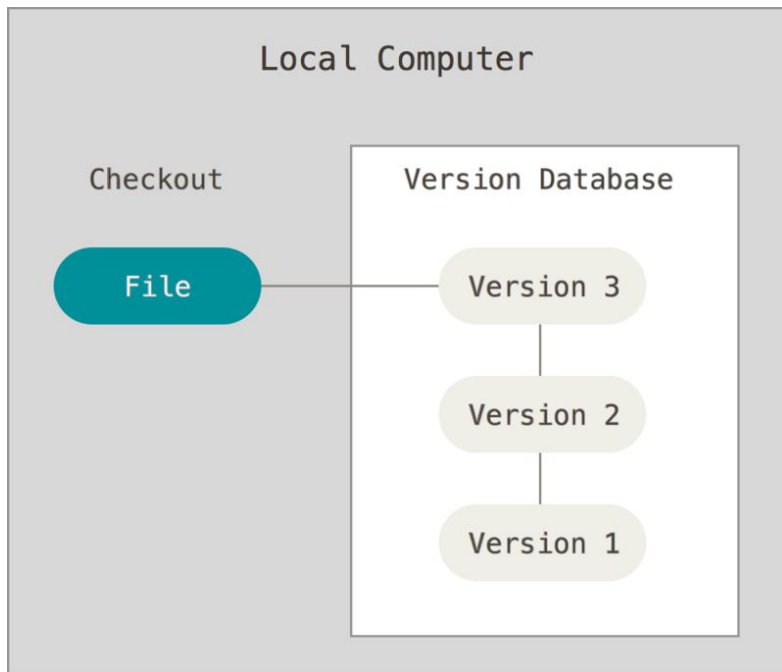 Local Computer
Checkout
Version Database
File
Version 3
Version 2
Version 1